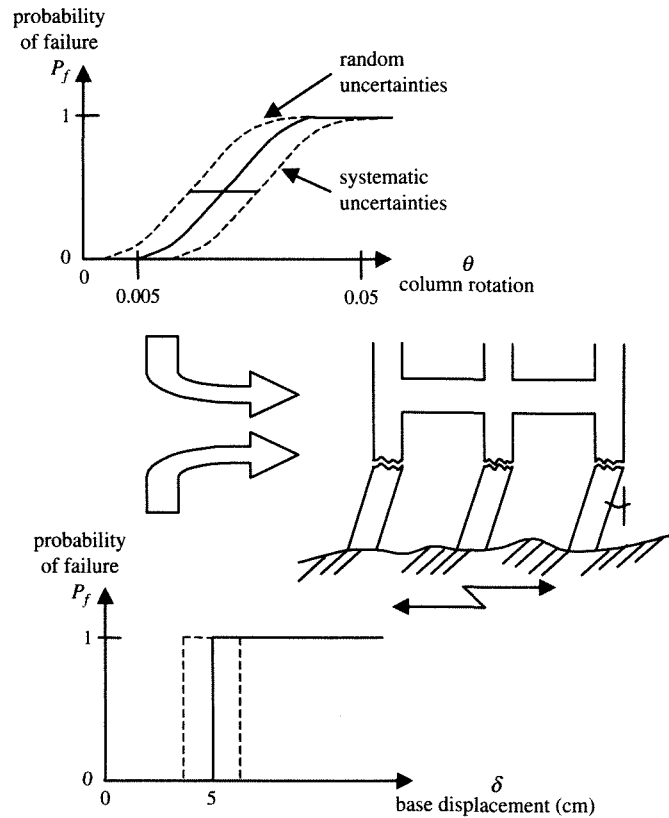 probability
of failure
P_f
random
uncertainties
1
systematic
uncertainties
0
0
θ
0.005
column rotation
0.05
probability
of failure
P_f
1
0
0
5
δ
base displacement (cm)